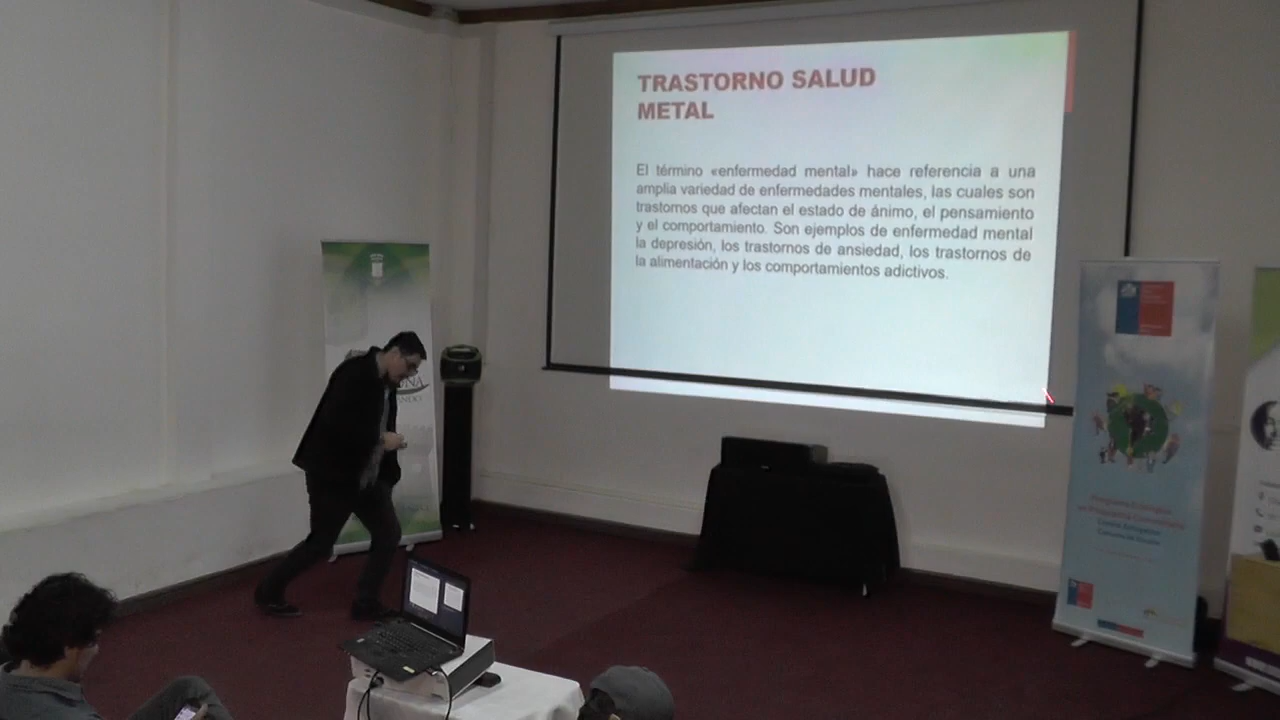 TRASTORNO SALUD
METAL
El término «enfermedad mental» hace referencia a una
amplia variedad de enfermedades mentales, las cuales son
trastornos que afectan el estado de ánimo, el pensamiento
y el comportamiento. Son ejemplos de enfermedad mental
la depresión, los trastornos de ansiedad, los trastornos de
la alimentación y los comportamientos adictivos.